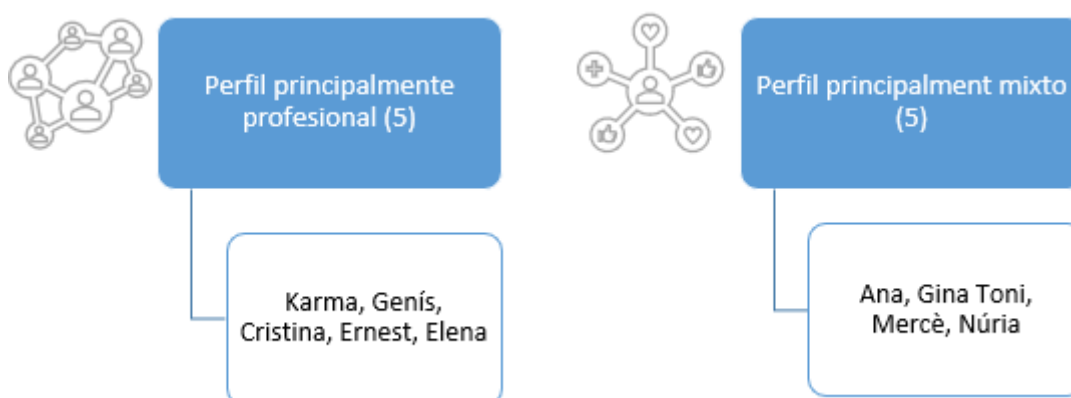 Perfil principalmente
profesional (5)
Karma, Genís,
Cristina, Ernest, Elena
Perfil principalment mixto
(5)
Ana, Gina Toni,
Mercè, Núria